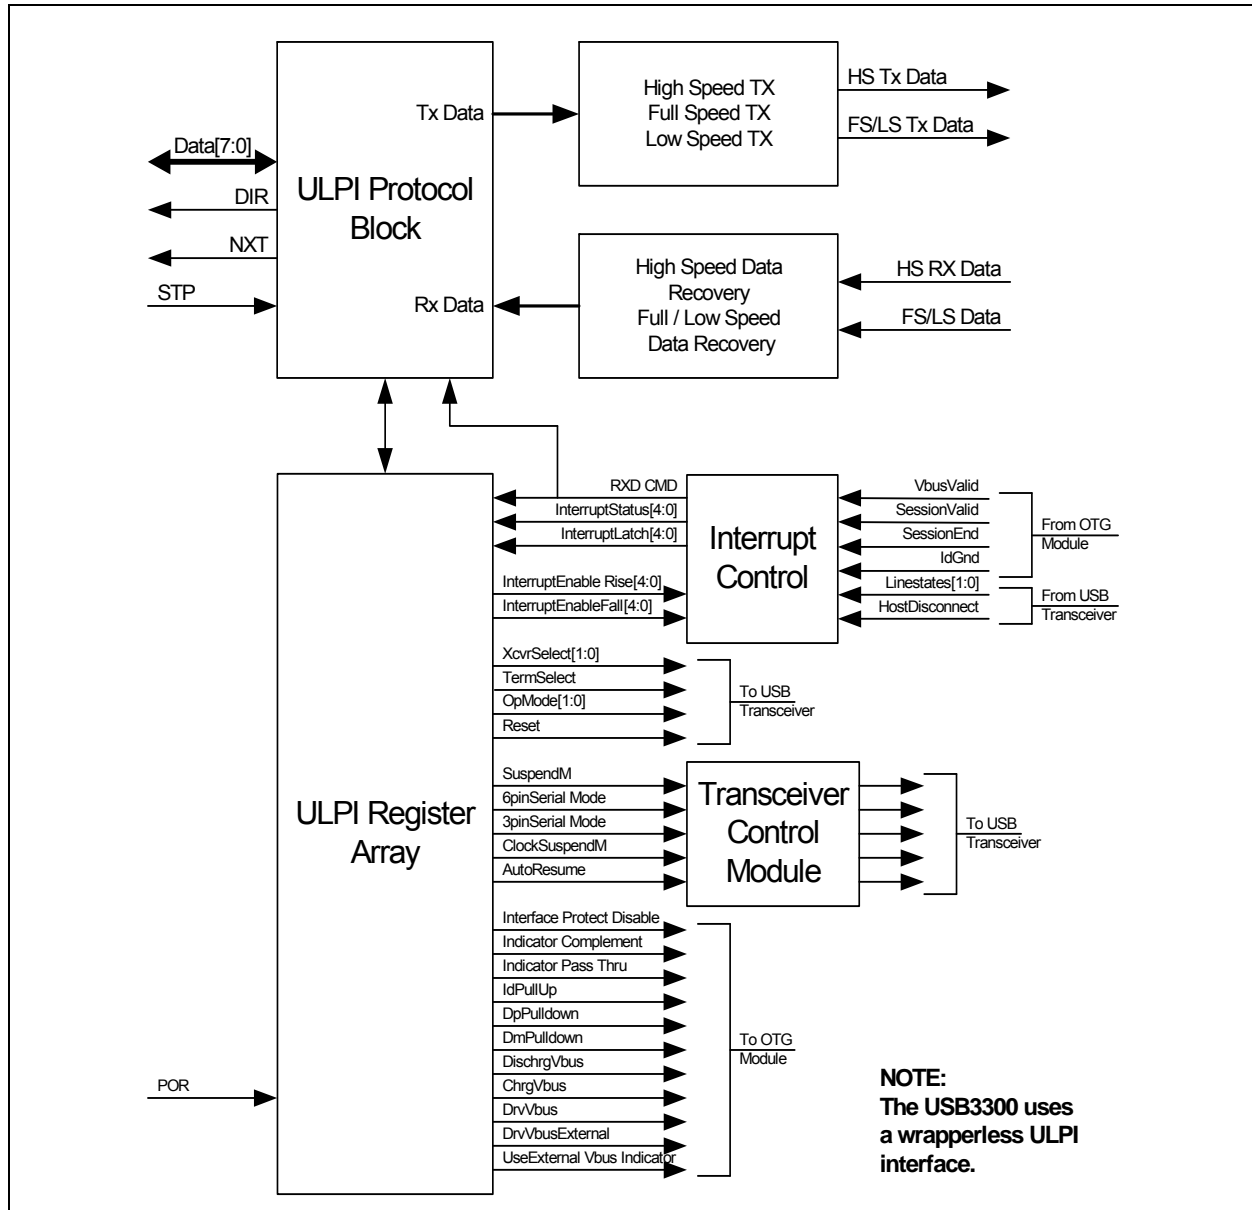 Tx Data
Data[7:0]
DIR
NXT
STP
ULPI Protocol
Block
Rx Data
High Speed TX
Full Speed TX
Low Speed TX
HS Tx Data
FS/LS Tx Data
High Speed Data
Recovery
Full / Low Speed
Data Recovery
HS RX Data
FS/LS Data
ULPI Register
Array
POR
RXD CMD
InterruptStatus[4:0]
InterruptLatch[4:0]
InterruptEnable Rise[4:0]
InterruptEnableFall[4:0]
Interrupt
Control
VbusValid
SessionValid
SessionEnd
IdGnd
Linestates[1:0]
HostDisconnect
From OTG
Module
From USB
Transceiver
XcvrSelect[1:0]
TermSelect
OpMode[1:0]
Reset
To USB
Transceiver
SuspendM
6pinSerial Mode
3pinSerial Mode
ClockSuspendM
AutoResume
Transceiver
Control
Module
To USB
Transceiver
Interface Protect Disable
Indicator Complement
Indicator Pass Thru
IdPullUp
DpPulldown
DmPulldown
DischrgVbus
ChrgVbus
DrvVbus
DrvVbusExternal
UseExternal Vbus Indicator
To OTG
Module
NOTE:
The USB3300 uses
a wrapperless ULPI
interface.